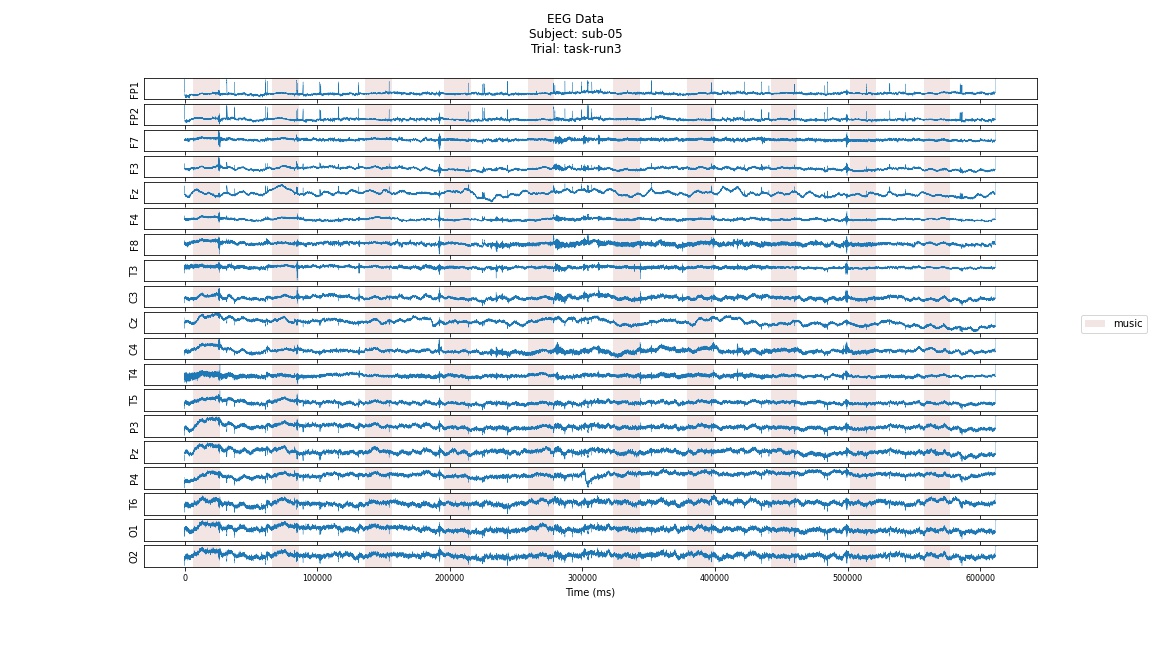 EEG Data
Subject: sub-05
Trial: task-run3
FP1
FP2
F7
F3
Fz
F4
F8
T3
C3
Cz
C4
T4
T5
P3
Pz
P4
T6
O1
O2
music
0 100000 200000 300000 400000 500000 600000
Time (ms)